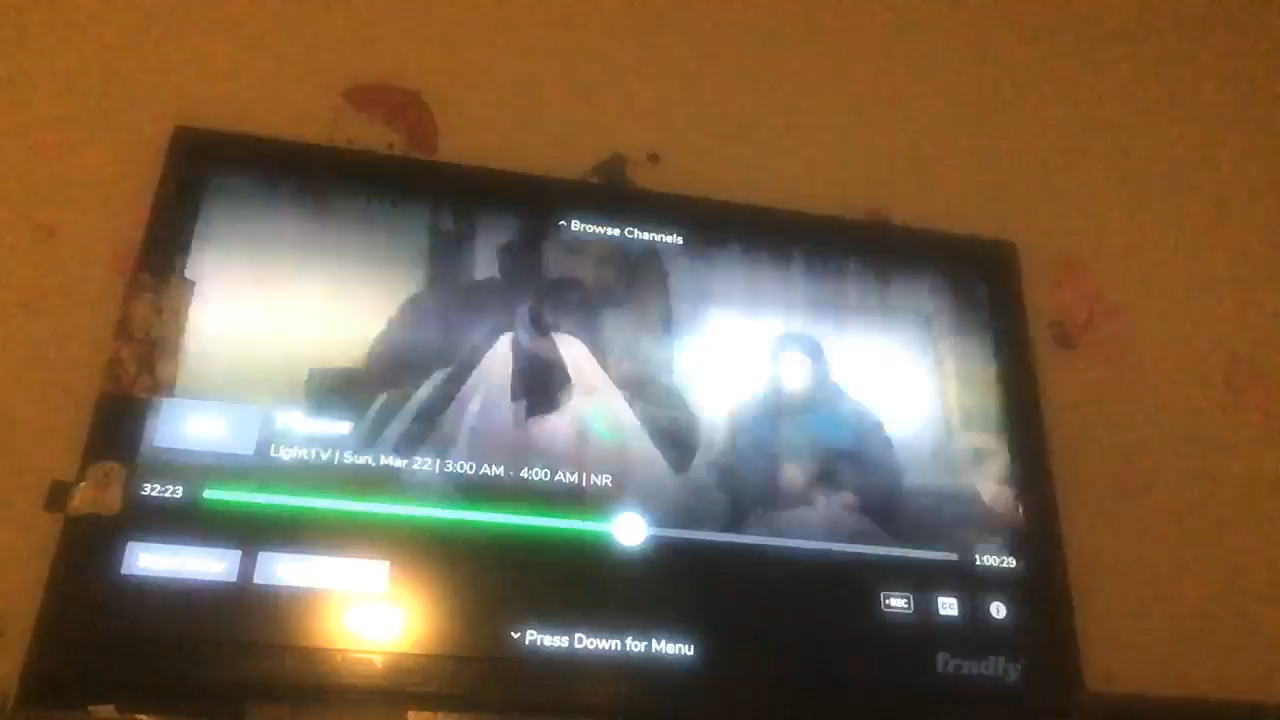 ^ Browse Channels
LightTV | Sun, Mar 22 | 3:00 AM - 4:00 AM | NR
32:23
1:00:29
REC
CC
i
Press Down for Menu
frndly